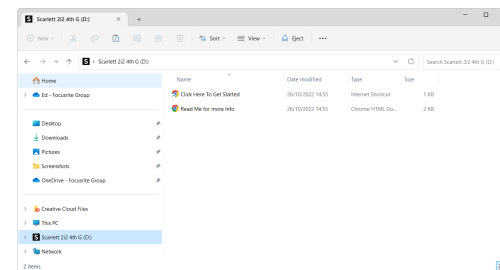 S Scarlett 2i2 4th G (D:)
New
Sort View Eject
S Scarlett 2i2 4th G (D:) Search Scarlett 2i2 4th G (D:)
Home
Ed - Focusrite Group
Desktop
Downloads
Pictures
Screenshots
OneDrive - Focusrite Group
Creative Cloud Files
This PC
S Scarlett 2i2 4th G (D:)
Network
Name Date modified Type Size
Click Here To Get Started 26/10/2022 14:55 Internet Shortcut 1 KB
Read Me for more Info 26/10/2022 14:55 Chrome HTML Do... 2 KB
2 items